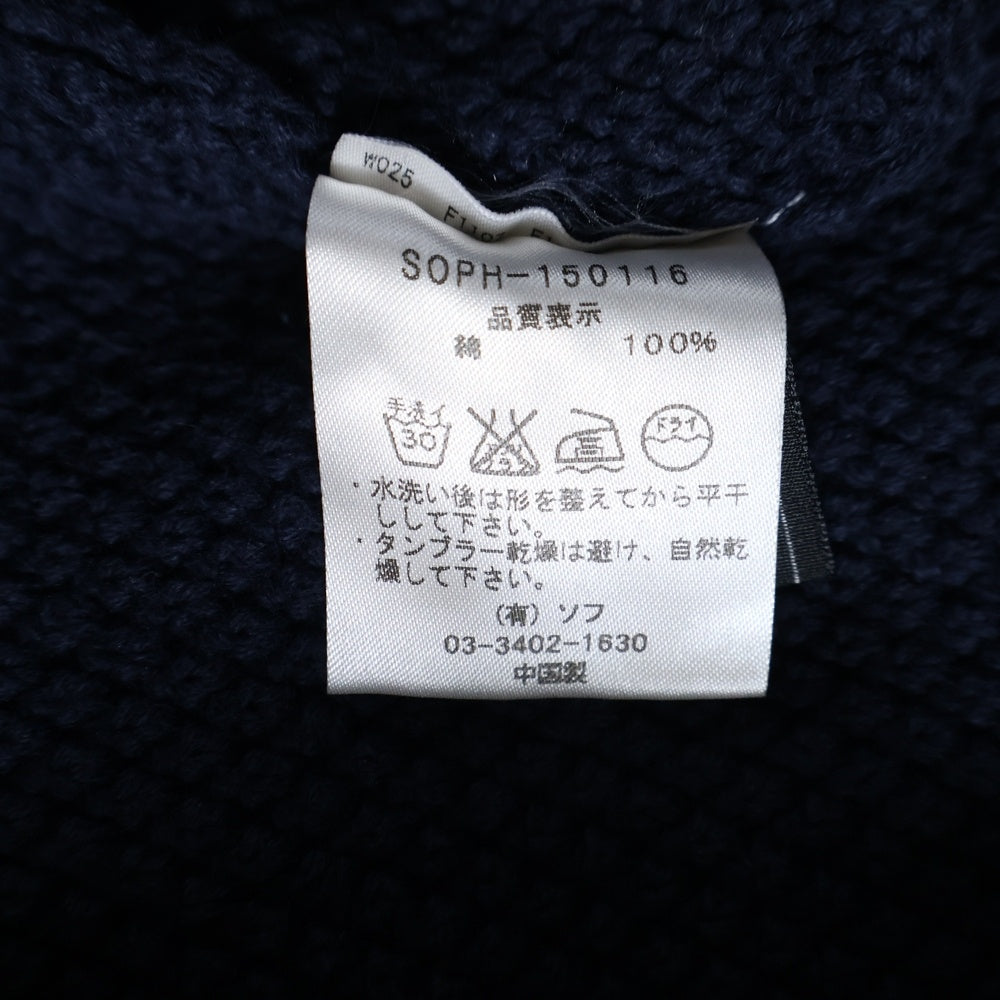 W025
SOPH-150116
品質表示
綿 100%
手洗イ
30
ドライ
・水洗い後は形を整えてから平干
ししして下さい。
・タンブラー乾燥は避け、自然乾
燥して下さい。
(有) ソフ
03-3402-1630
中国製